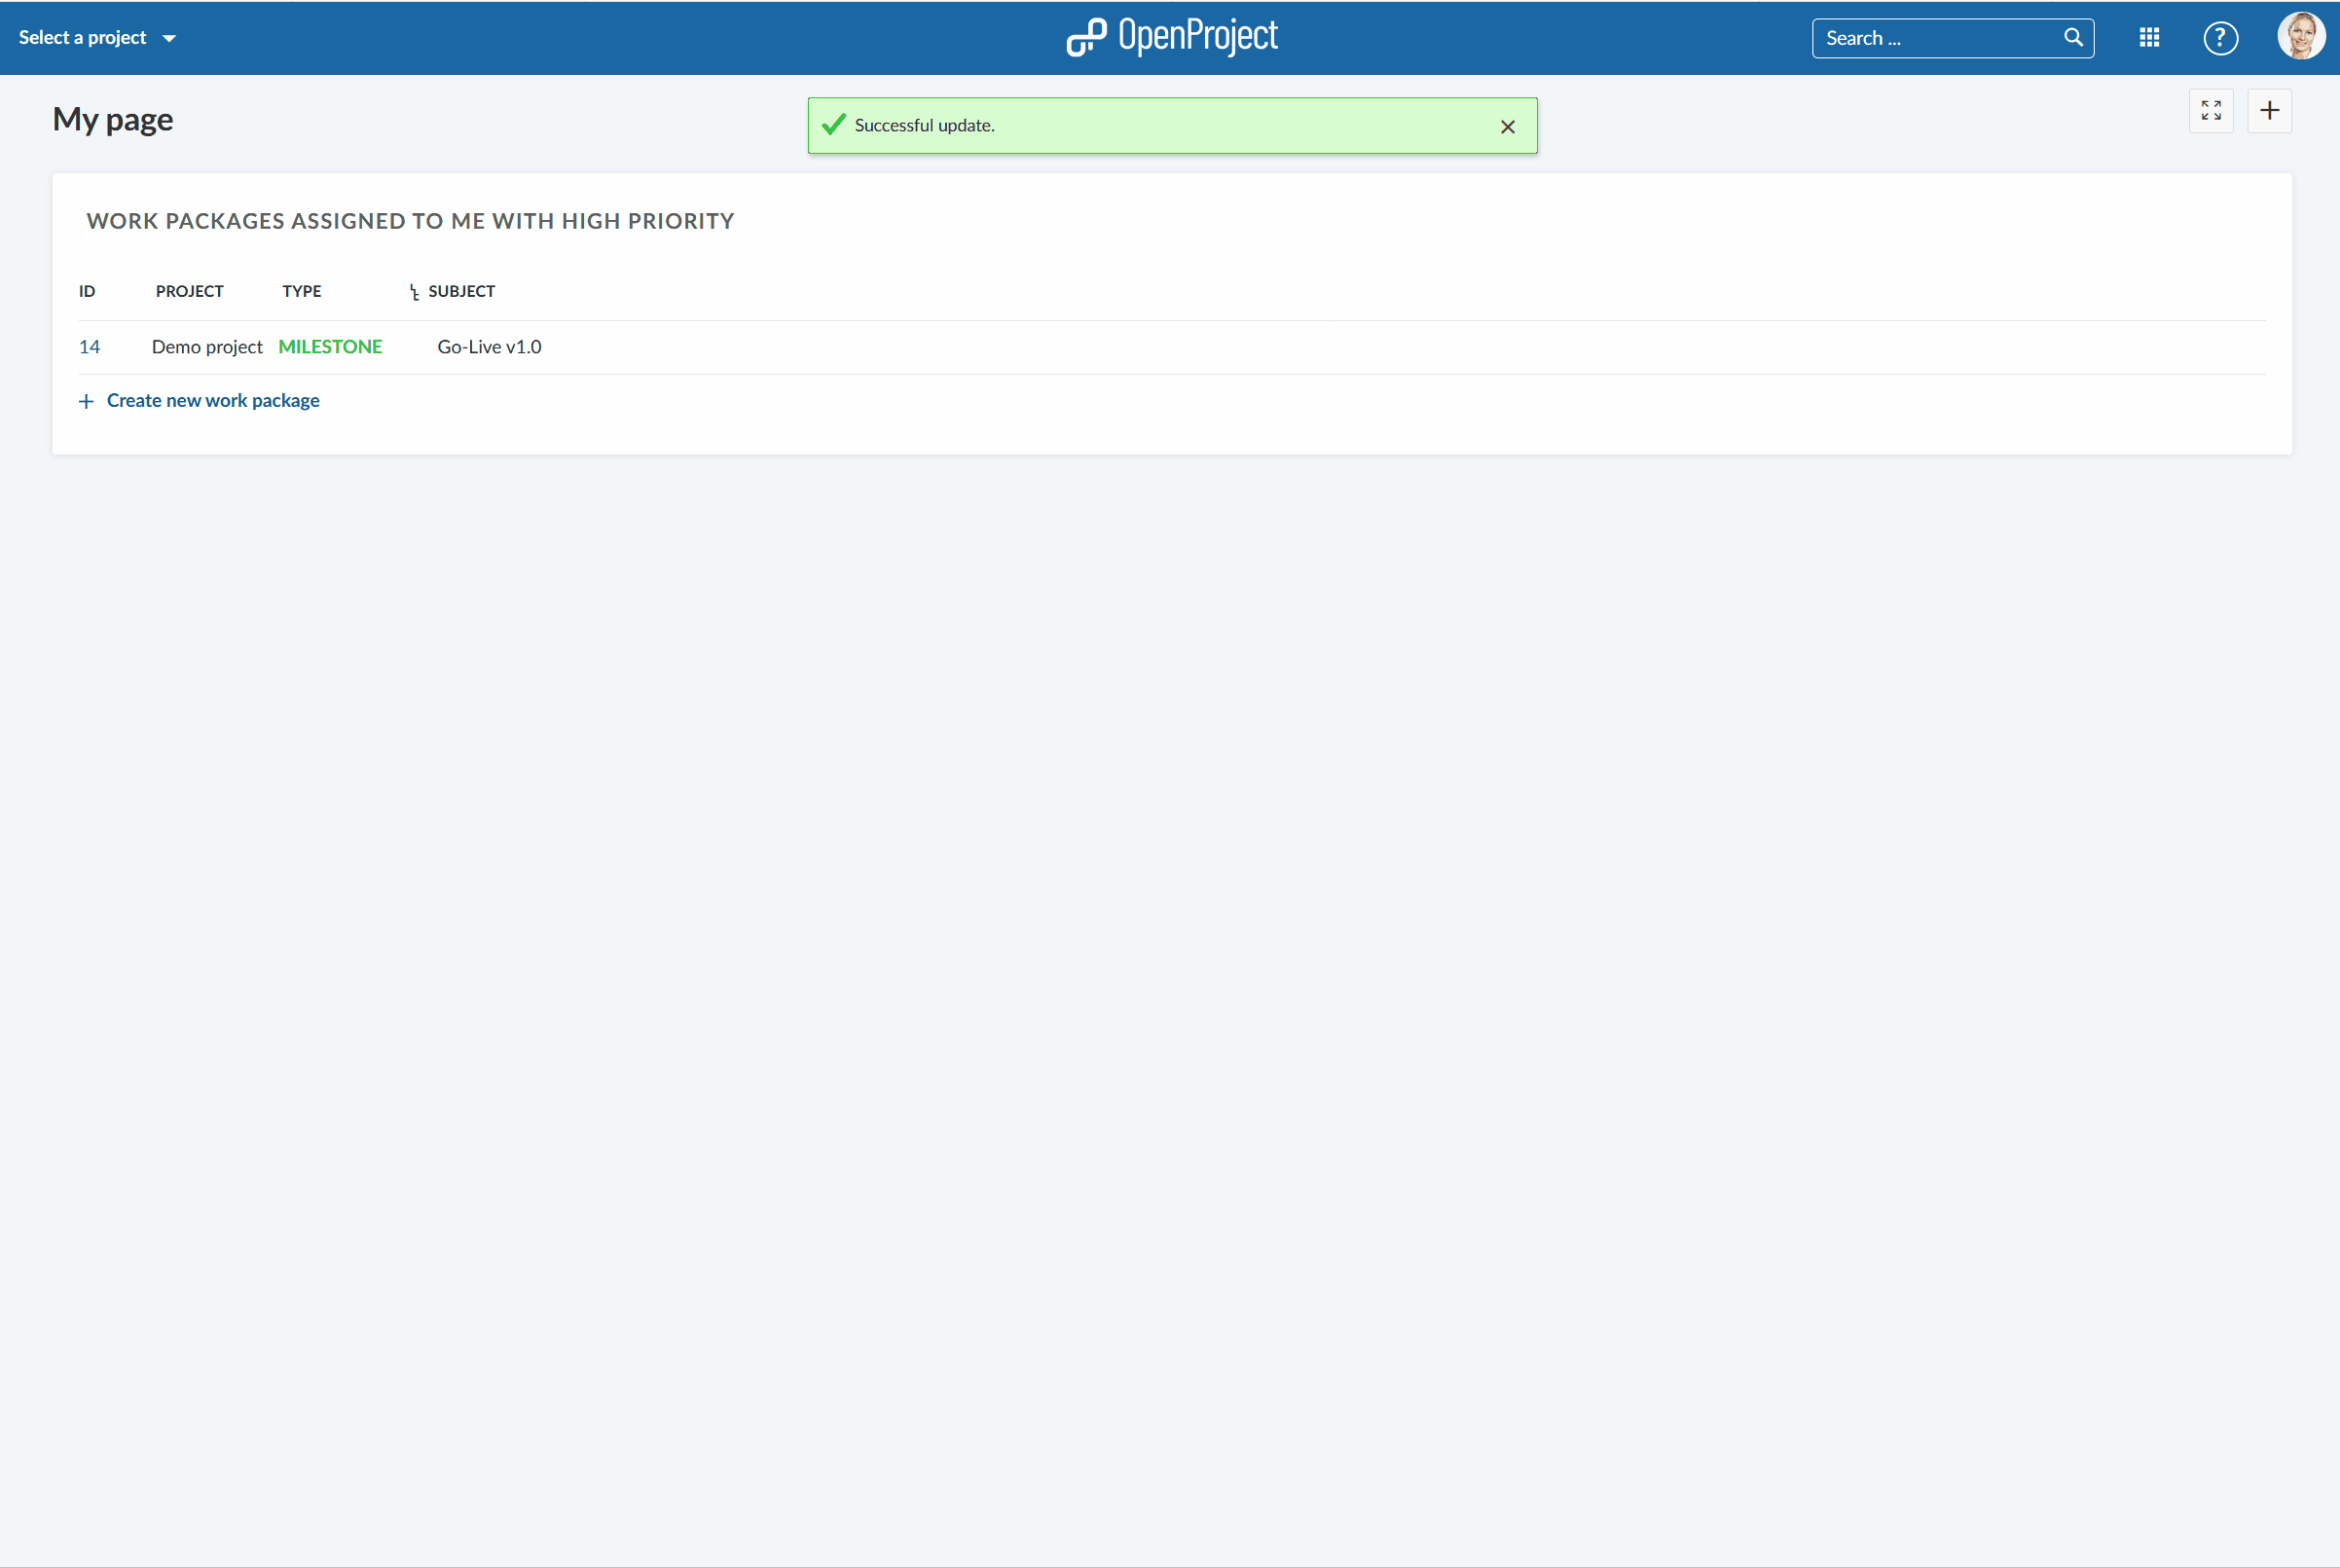 Select a project
OpenProject
Search ...
?
My page
Successful update.
WORK PACKAGES ASSIGNED TO ME WITH HIGH PRIORITY
ID PROJECT TYPE SUBJECT
14 Demo project MILESTONE Go-Live v1.0
+ Create new work package